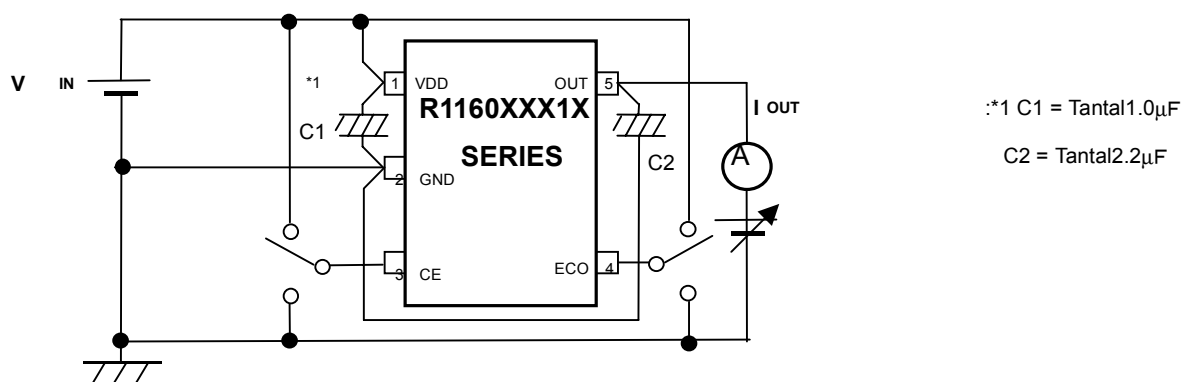 V IN
*1
C1
1 VDD
OUT 5
R1160XXX1X
SERIES
2 GND
3 CE
ECO 4
C2
I OUT
A
:*1 C1 = Tantal1.0μF
C2 = Tantal2.2μF